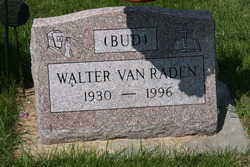 (BUD)
WALTER VAN RADEN
1930 — 1996